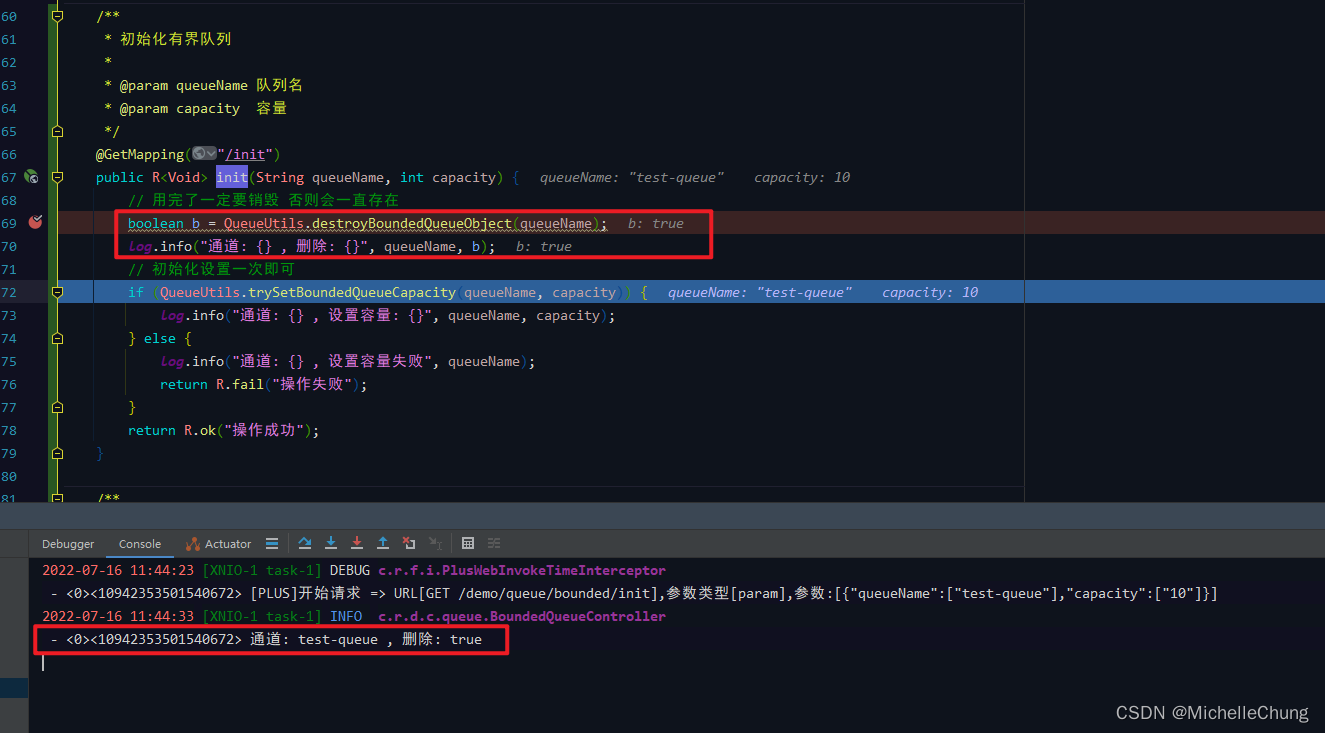 60 /**
61 * 初始化有界队列
62 *
63 * @param queueName 队列名
64 * @param capacity 容量
65 */
66 @GetMapping("/init")
67 public R<Void> init(String queueName, int capacity) { queueName: "test-queue" capacity: 10
68 // 用完了一定要销毁 否则会一直存在
69 boolean b = QueueUtils.destroyBoundedQueueObject(queueName); b: true
70 log.info("通道: {} , 删除: {}", queueName, b); b: true
71 // 初始化设置一次即可
72 if (QueueUtils.trySetBoundedQueueCapacity(queueName, capacity)) { queueName: "test-queue" capacity: 10
73 log.info("通道: {} , 设置容量: {}", queueName, capacity);
74 } else {
75 log.info("通道: {} , 设置容量失败", queueName);
76 return R.fail("操作失败");
77 }
78 return R.ok("操作成功");
79 }
80
81 /**
Debugger Console Actuator
2022-07-16 11:44:23 [XNIO-1 task-1] DEBUG c.r.f.i.PlusWebInvokeTimeInterceptor
- <0><10942353501540672> [PLUS]开始请求 => URL[GET /demo/queue/bounded/init],参数类型[param],参数:[{"queueName":["test-queue"],"capacity":["10"]}]
2022-07-16 11:44:33 [XNIO-1 task-1] INFO c.r.d.c.queue.BoundedQueueController
- <0><10942353501540672> 通道: test-queue , 删除: true
CSDN @MichelleChung